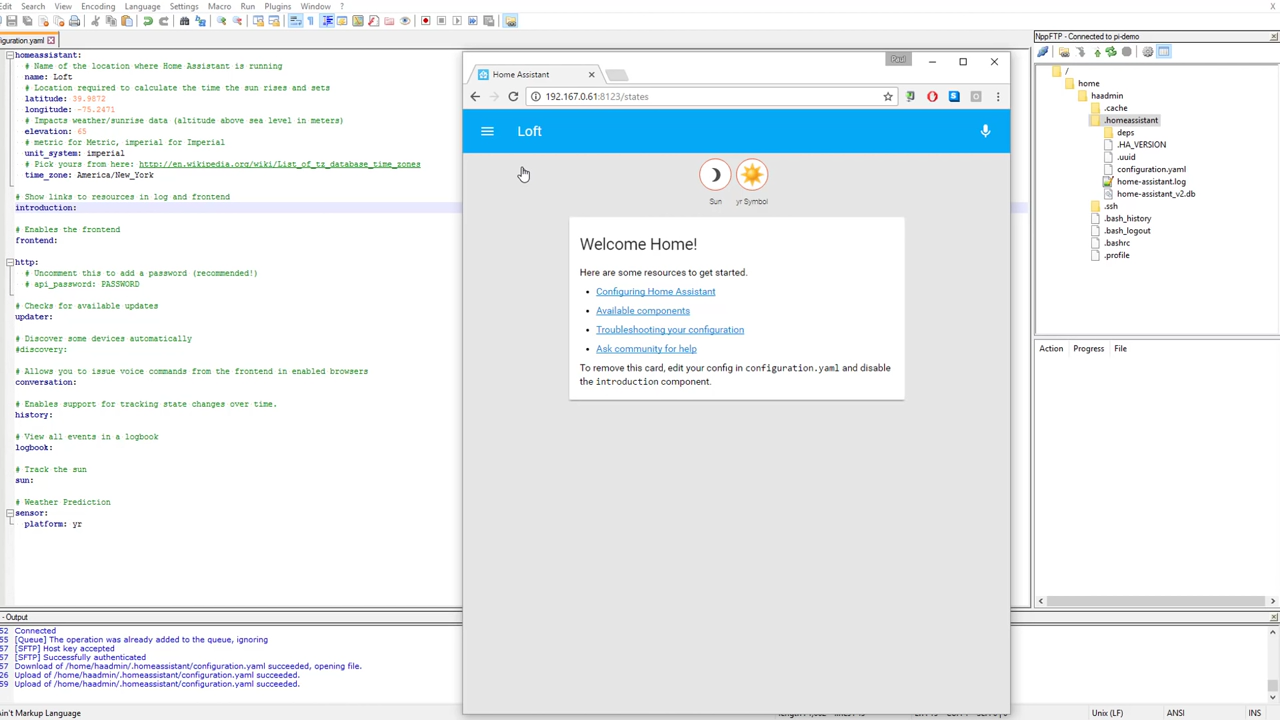 Edit Search View Encoding Language Settings Macro Run Plugins Window ?
X
configuration.yaml
homeassistant:
# Name of the location where Home Assistant is running
name: Loft
# Location required to calculate the time the sun rises and sets
latitude: 39.9872
longitude: -75.2471
# Impacts weather/sunrise data (altitude above sea level in meters)
elevation: 65
# metric for Metric, imperial for Imperial
unit_system: imperial
# Pick yours from here: http://en.wikipedia.org/wiki/List_of_tz_database_time_zones
time_zone: America/New_York
# Show links to resources in log and frontend
introduction:
# Enables the frontend
frontend:
http:
# Uncomment this to add a password (recommended!)
# api_password: PASSWORD
# Checks for available updates
updater:
# Discover some devices automatically
#discovery:
# Allows you to issue voice commands from the frontend in enabled browsers
conversation:
# Enables support for tracking state changes over time.
history:
# View all events in a logbook
logbook:
# Track the sun
sun:
# Weather Prediction
sensor:
platform: yr
Home Assistant
Paul
192.168.0.61:8123/states
Loft
Sun
yr Symbol
Welcome Home!
Here are some resources to get started.
• Configuring Home Assistant
• Available components
• Troubleshooting your configuration
• Ask community for help
To remove this card, edit your config in configuration.yaml and disable
the introduction component.
NppFTP - Connected to pi-demo
/
home
haadmin
.cache
.homeassistant
deps
.HA_VERSION
.uuid
configuration.yaml
home-assistant.log
home-assistant_v2.db
.ssh
.bash_history
.bash_logout
.bashrc
.profile
Action Progress File
- Output
52 Connected
55 [Queue] The operation was already added to the queue, ignoring
57 [SFTP] Host key accepted
57 [SFTP] Successfully authenticated
57 Download of /home/haadmin/.homeassistant/configuration.yaml succeeded, opening file.
26 Upload of /home/haadmin/.homeassistant/configuration.yaml succeeded.
59 Upload of /home/haadmin/.homeassistant/configuration.yaml succeeded.
Ain't Markup Language
Unix (LF) ANSI INS